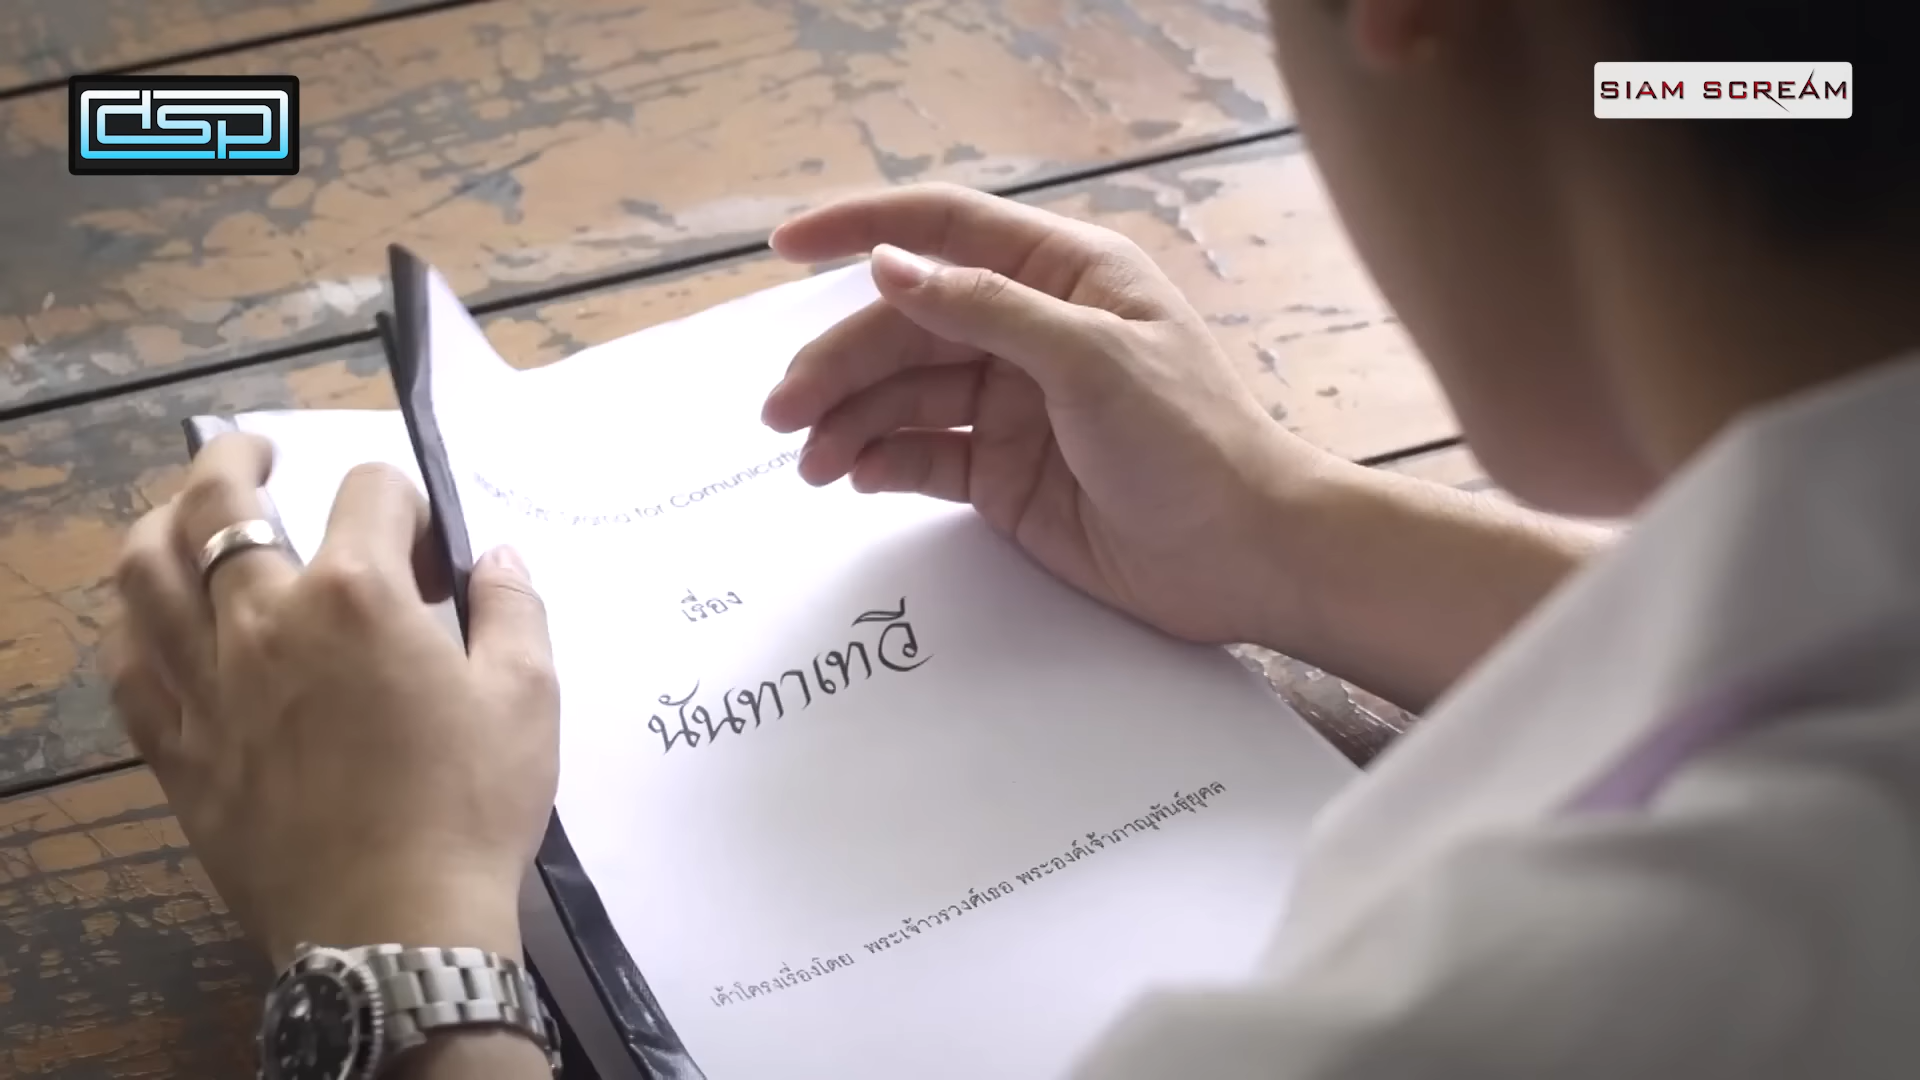 dsp
SIAM SCREAM
Drama for Comunicatio
เรื่อง
นันทาเทวี
เค้าโครงเรื่องโดย พระเจ้าวรวงศ์เธอ พระองค์เจ้าภาณุพันธุ์ยุคล